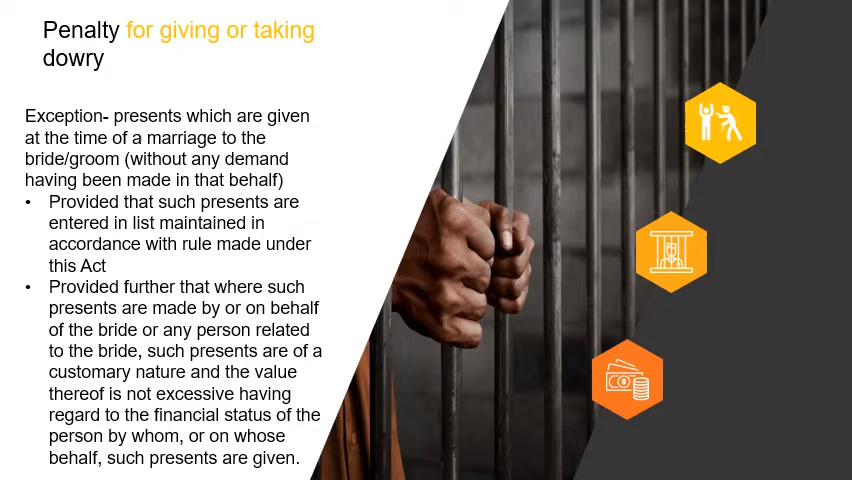 Penalty for giving or taking
dowry
Exception- presents which are given
at the time of a marriage to the
bride/groom (without any demand
having been made in that behalf)
• Provided that such presents are
entered in list maintained in
accordance with rule made under
this Act
• Provided further that where such
presents are made by or on behalf
of the bride or any person related
to the bride, such presents are of a
customary nature and the value
thereof is not excessive having
regard to the financial status of the
person by whom, or on whose
behalf, such presents are given.